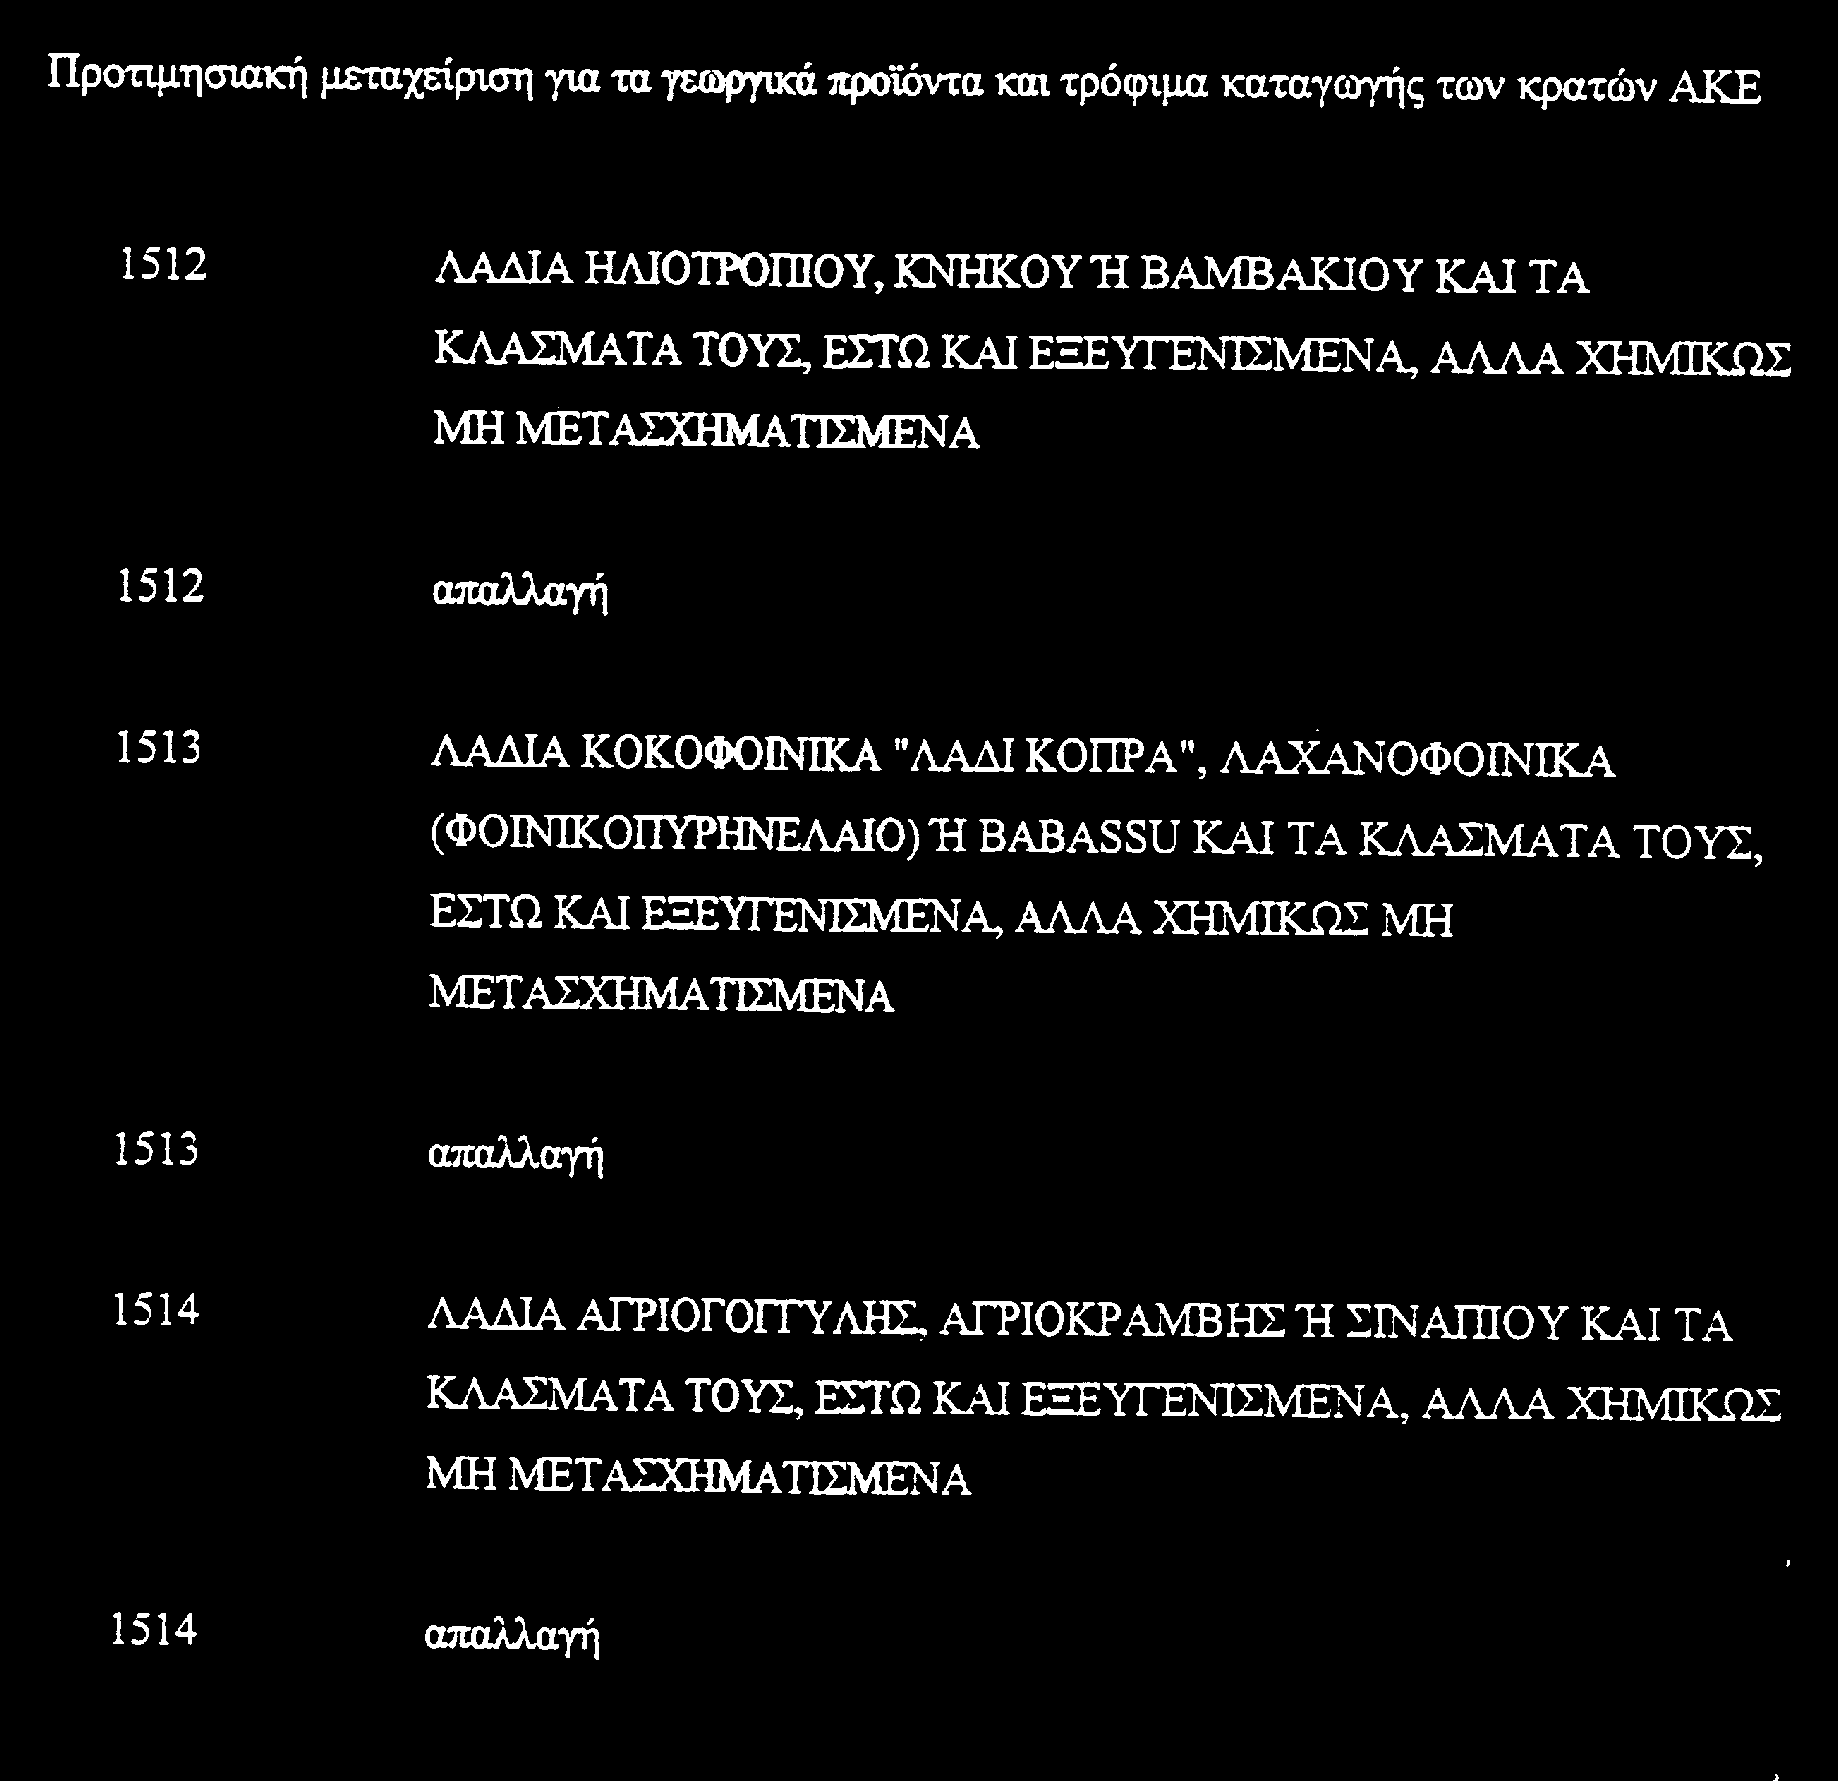 Προτιμησιακή μεταχείριση για τα γεωργικά προϊόντα και τρόφιμα καταγωγής των κρατών ΑΚΕ
1512 ΛΑΔΙΑ ΗΛΙΟΤΡΟΠΙΟΥ, ΚΝΗΚΟΥ Ή ΒΑΜΒΑΚΙΟΥ ΚΑΙ ΤΑ
ΚΛΑΣΜΑΤΑ ΤΟΥΣ, ΕΣΤΩ ΚΑΙ ΕΞΕΥΓΕΝΙΣΜΕΝΑ, ΑΛΛΑ ΧΗΜΙΚΩΣ
ΜΗ ΜΕΤΑΣΧΗΜΑΤΙΣΜΕΝΑ
1512 απαλλαγή
1513 ΛΑΔΙΑ ΚΟΚΟΦΟΙΝΙΚΑ "ΛΑΔΙ ΚΟΠΡΑ", ΛΑΧΑΝΟΦΟΙΝΙΚΑ
(ΦΟΙΝΙΚΟΠΥΡΗΝΕΛΑΙΟ) Ή BABASSU ΚΑΙ ΤΑ ΚΛΑΣΜΑΤΑ ΤΟΥΣ,
ΕΣΤΩ ΚΑΙ ΕΞΕΥΓΕΝΙΣΜΕΝΑ, ΑΛΛΑ ΧΗΜΙΚΩΣ ΜΗ
ΜΕΤΑΣΧΗΜΑΤΙΣΜΕΝΑ
1513 απαλλαγή
1514 ΛΑΔΙΑ ΑΓΡΙΟΓΟΓΓΥΛΗΣ, ΑΓΡΙΟΚΡΑΜΒΗΣ Ή ΣΙΝΑΠΙΟΥ ΚΑΙ ΤΑ
ΚΛΑΣΜΑΤΑ ΤΟΥΣ, ΕΣΤΩ ΚΑΙ ΕΞΕΥΓΕΝΙΣΜΕΝΑ, ΑΛΛΑ ΧΗΜΙΚΩΣ
ΜΗ ΜΕΤΑΣΧΗΜΑΤΙΣΜΕΝΑ
1514 απαλλαγή